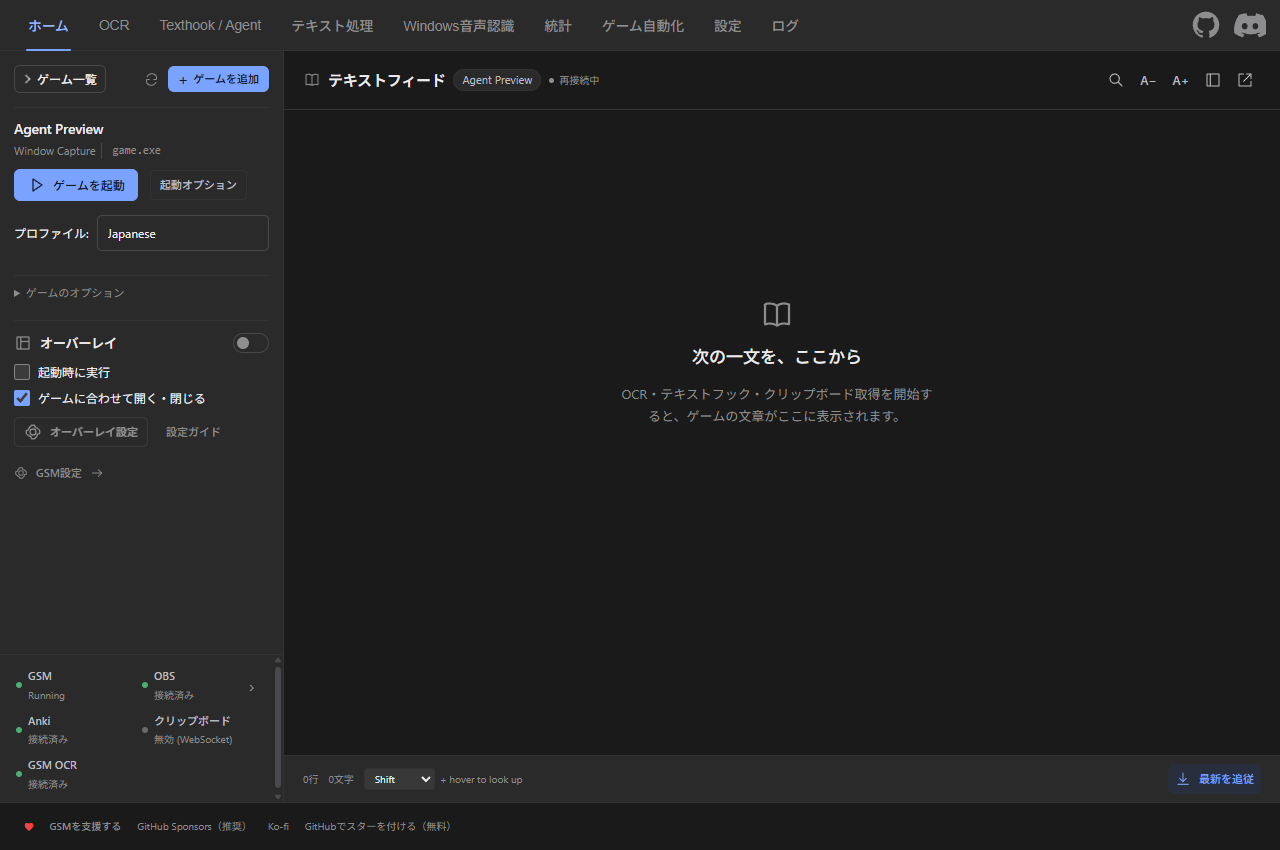 ホーム OCR Texthook / Agent テキスト処理 Windows音声認識 統計 ゲーム自動化 設定 ログ
ゲーム一覧 + ゲームを追加
Agent Preview
Window Capture game.exe
ゲームを起動 起動オプション
プロファイル: Japanese
ゲームのオプション
オーバーレイ
起動時に実行
ゲームに合わせて開く・閉じる
オーバーレイ設定 設定ガイド
GSM設定
GSM OBS
Running 接続済み
Anki クリップボード
接続済み 無効 (WebSocket)
GSM OCR
接続済み
テキストフィード Agent Preview 再接続中 A− A+
次の一文を、ここから
OCR・テキストフック・クリップボード取得を開始す
ると、ゲームの文章がここに表示されます。
0行 0文字 Shift + hover to look up 最新を追従
GSMを支援する GitHub Sponsors（推奨） Ko-fi GitHubでスターを付ける（無料）